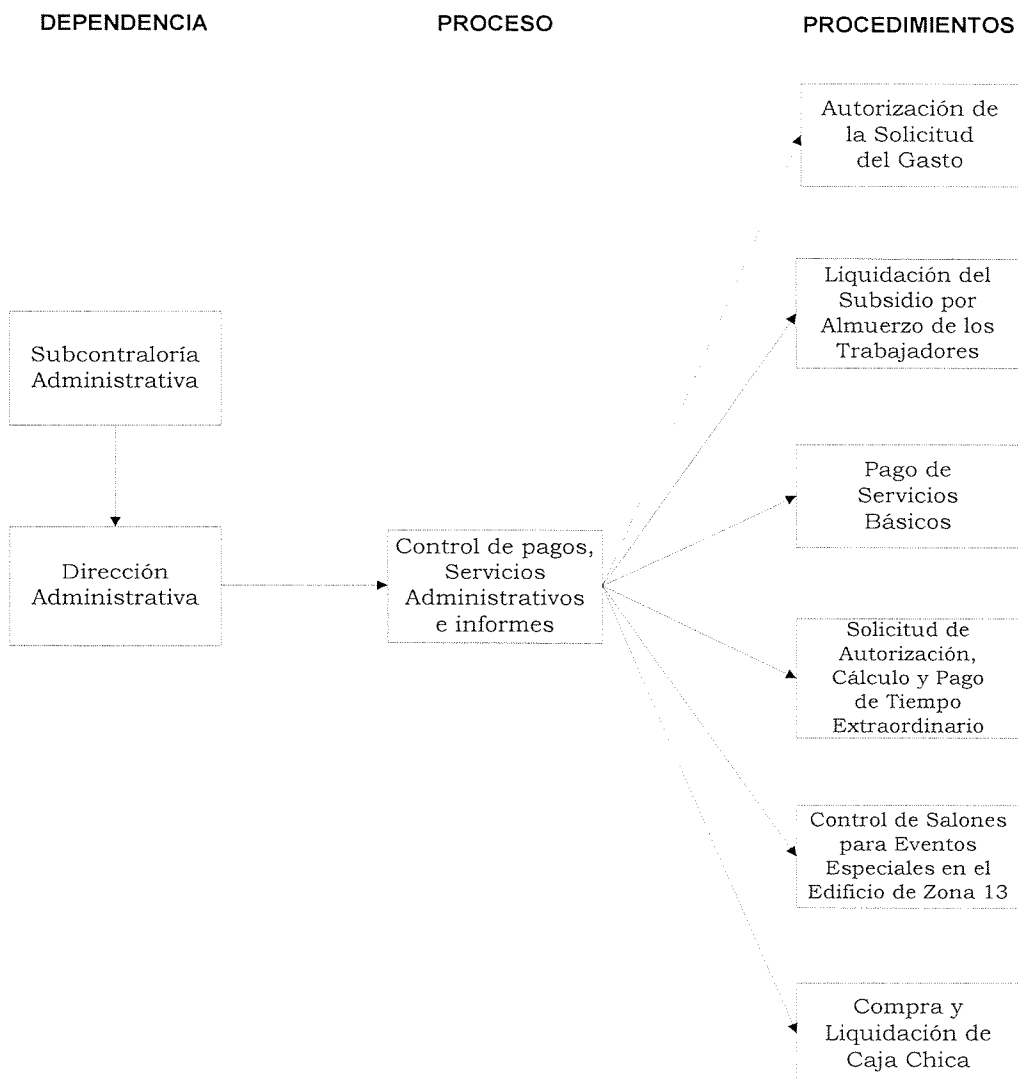 DEPENDENCIA
PROCESO
PROCEDIMIENTOS
Subcontraloría
Administrativa
Dirección
Administrativa
Control de pagos,
Servicios
Administrativos
e informes
Autorización de
la Solicitud
del Gasto
Liquidación del
Subsidio por
Almuerzo de los
Trabajadores
Pago de
Servicios
Básicos
Solicitud de
Autorización,
Cálculo y Pago
de Tiempo
Extraordinario
Control de Salones
para Eventos
Especiales en el
Edificio de Zona 13
Compra y
Liquidación de
Caja Chica